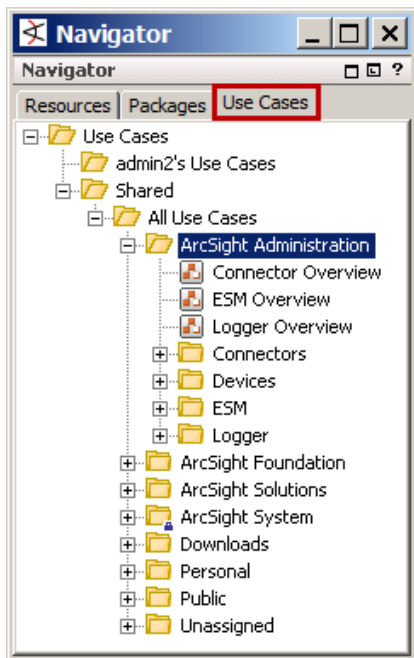 Navigator
Navigator ?
Resources Packages Use Cases
Use Cases
admin2's Use Cases
Shared
All Use Cases
ArcSight Administration
Connector Overview
ESM Overview
Logger Overview
Connectors
Devices
ESM
Logger
ArcSight Foundation
ArcSight Solutions
ArcSight System
Downloads
Personal
Public
Unassigned